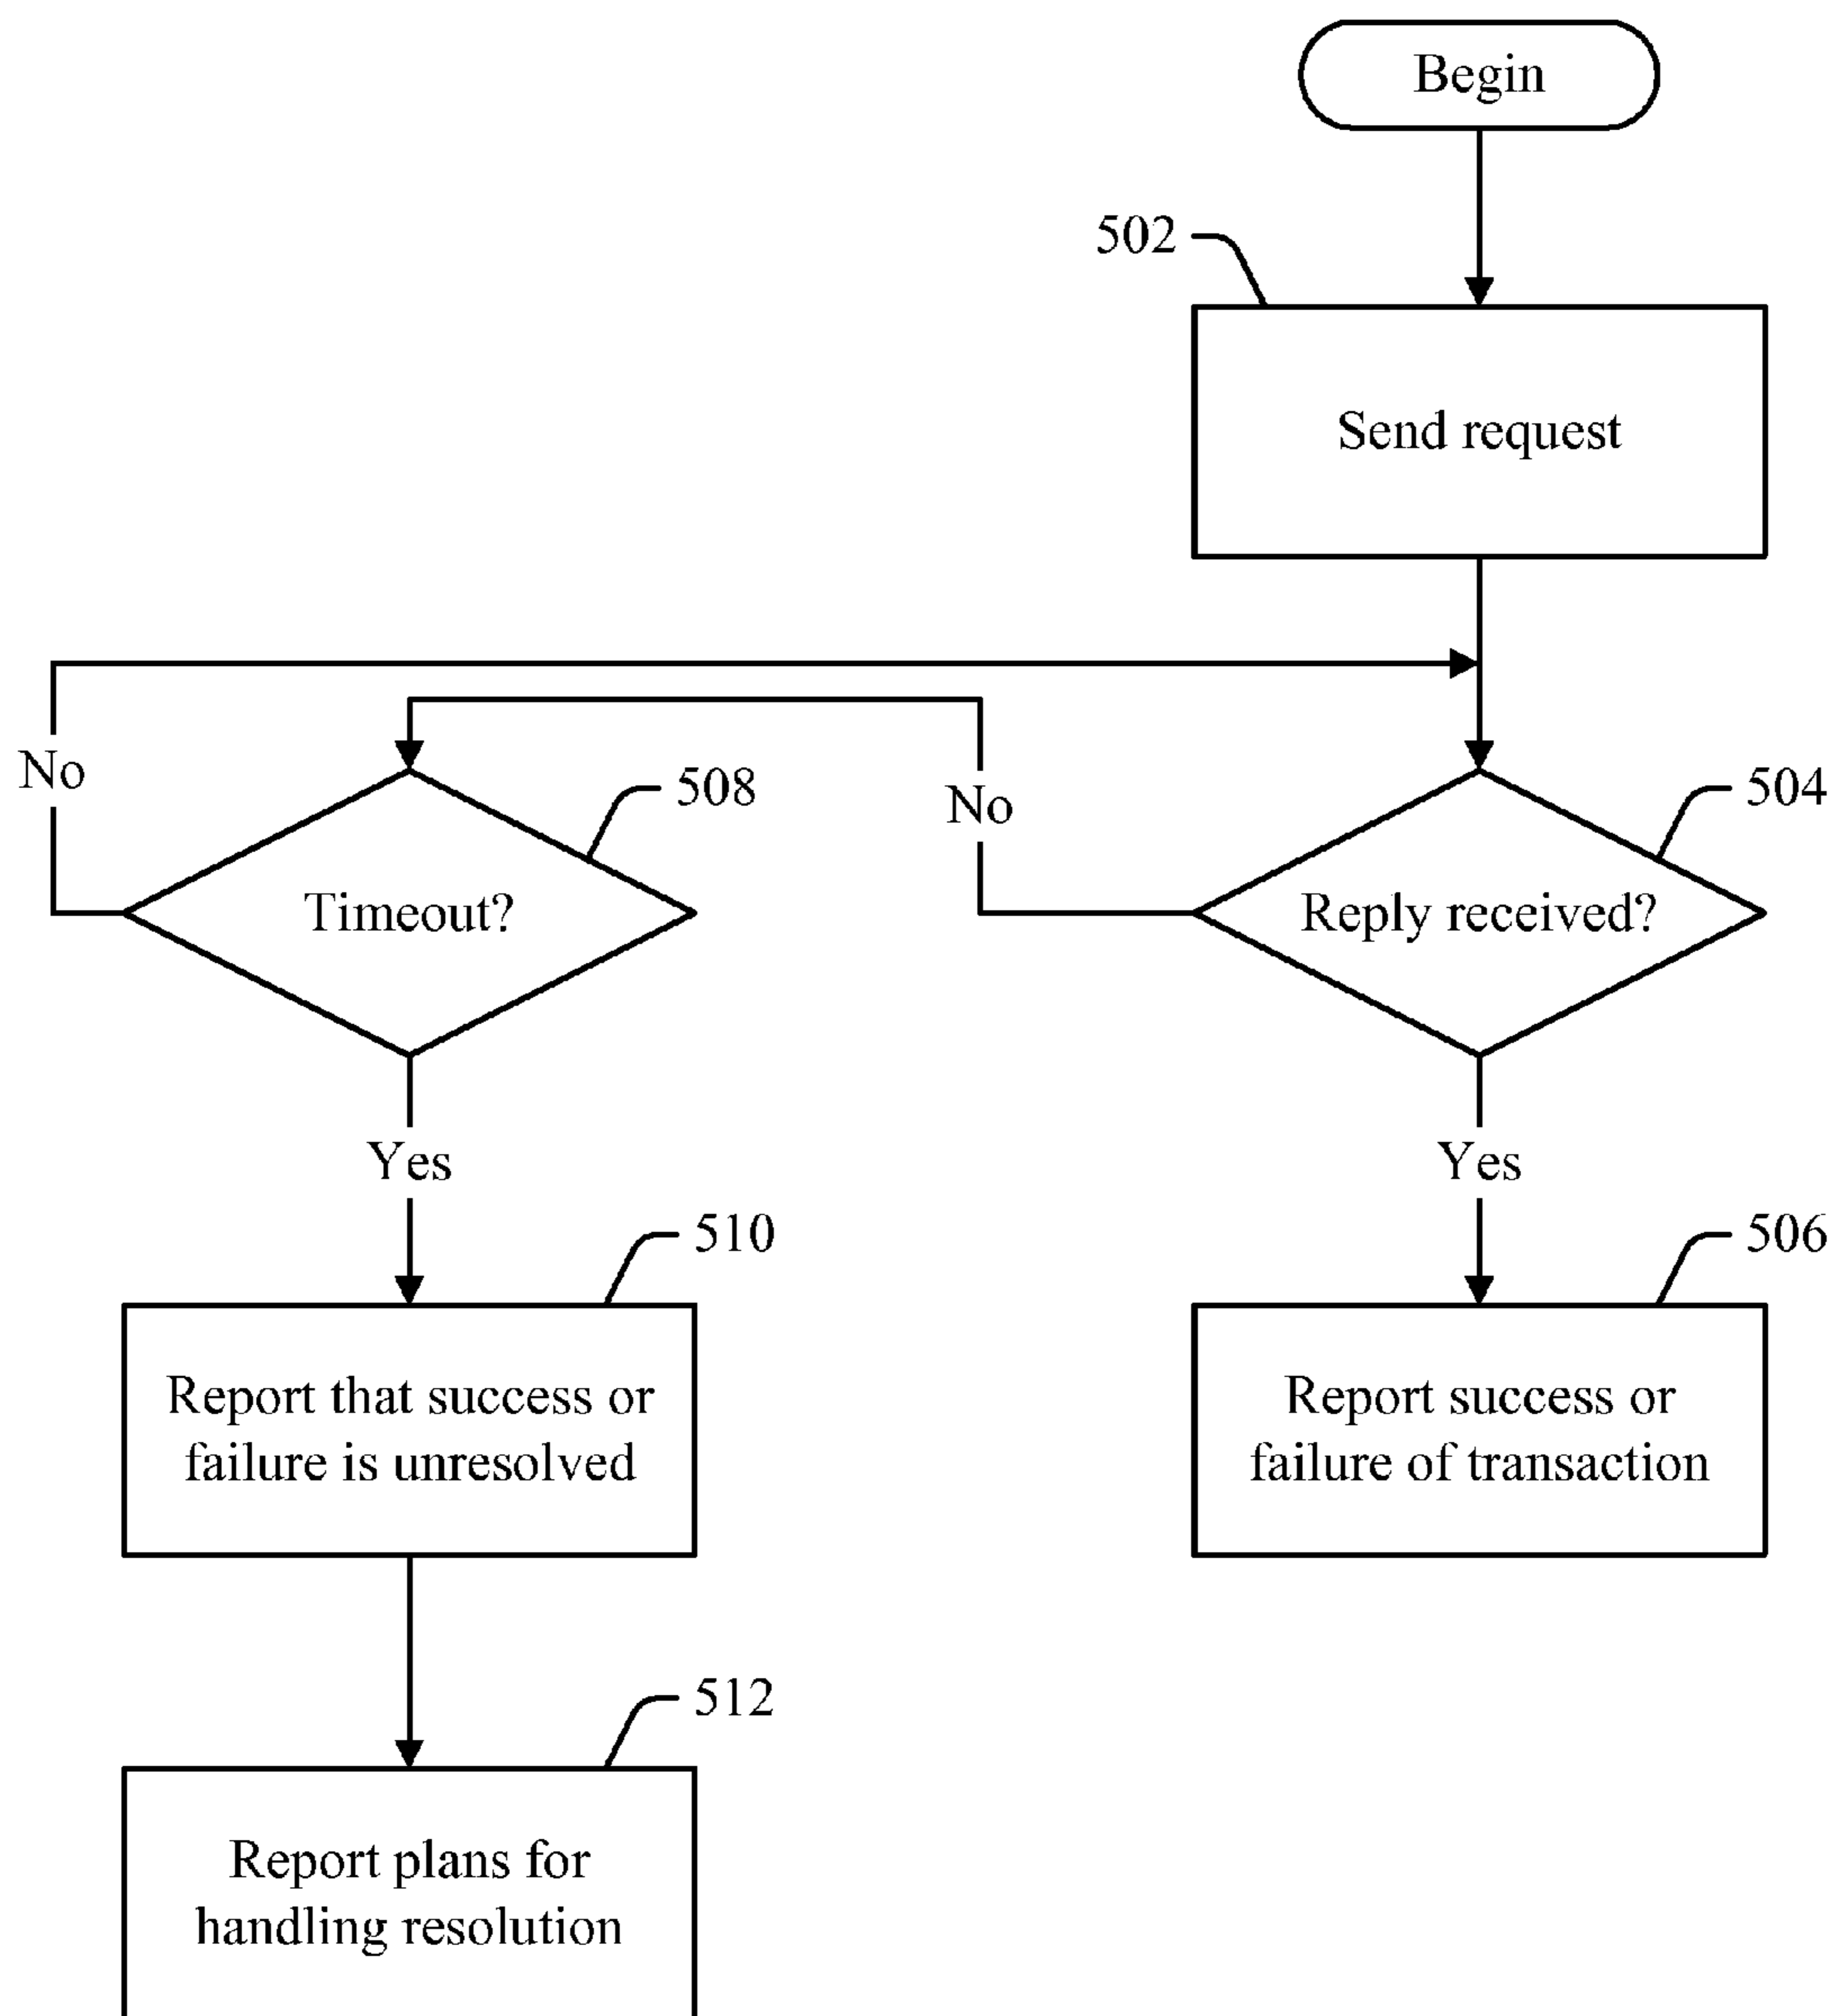 Begin
502
Send request
No
508
No
504
Timeout?
Reply received?
Yes
Yes
510
506
Report that success or
failure is unresolved
Report success or
failure of transaction
512
Report plans for
handling resolution